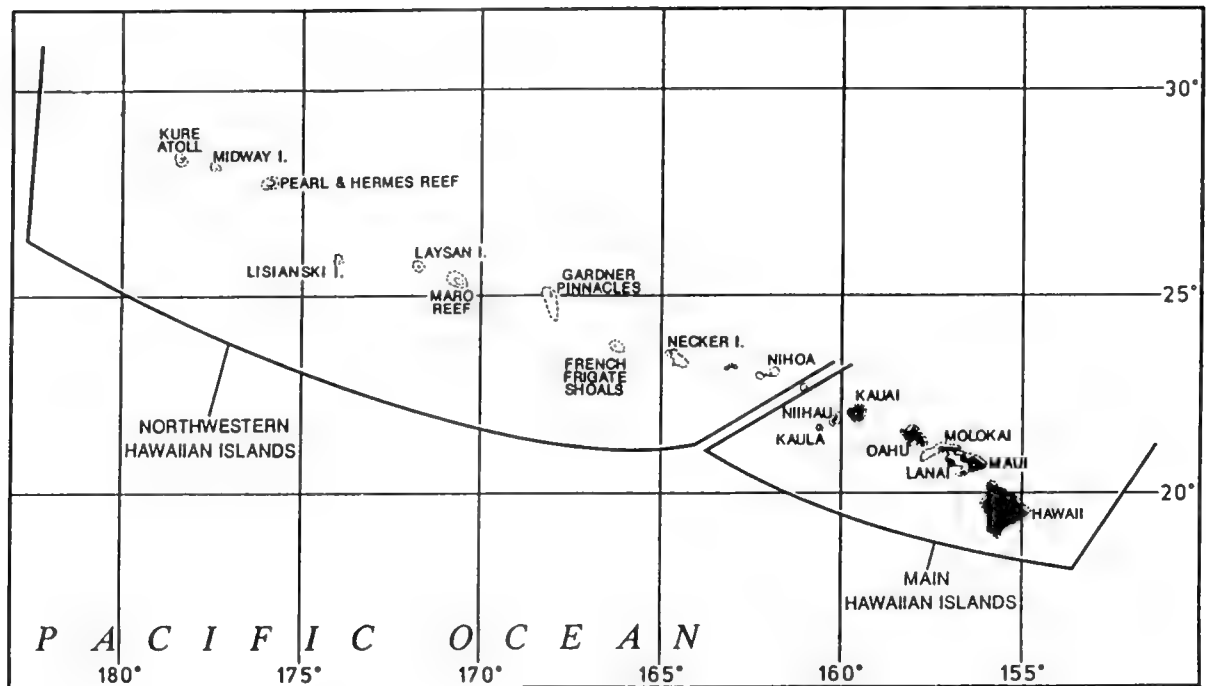 30°
KURE
ATOLL
MIDWAY I.
PEARL & HERMES REEF
LAYSAN I.
LISIANSKI I.
MARO
REEF
GARDNER
PINNACLES
25°
NECKER I.
FRENCH
FRIGATE
SHOALS
NIHOA
KAUAI
NIIHAU
KAULA
OAHU
MOLOKAI
LANAI
MAUI
NORTHWESTERN
HAWAIIAN ISLANDS
20°
HAWAII
MAIN
HAWAIIAN ISLANDS
PACIFIC OCEAN
180°
175°
170°
165°
160°
155°